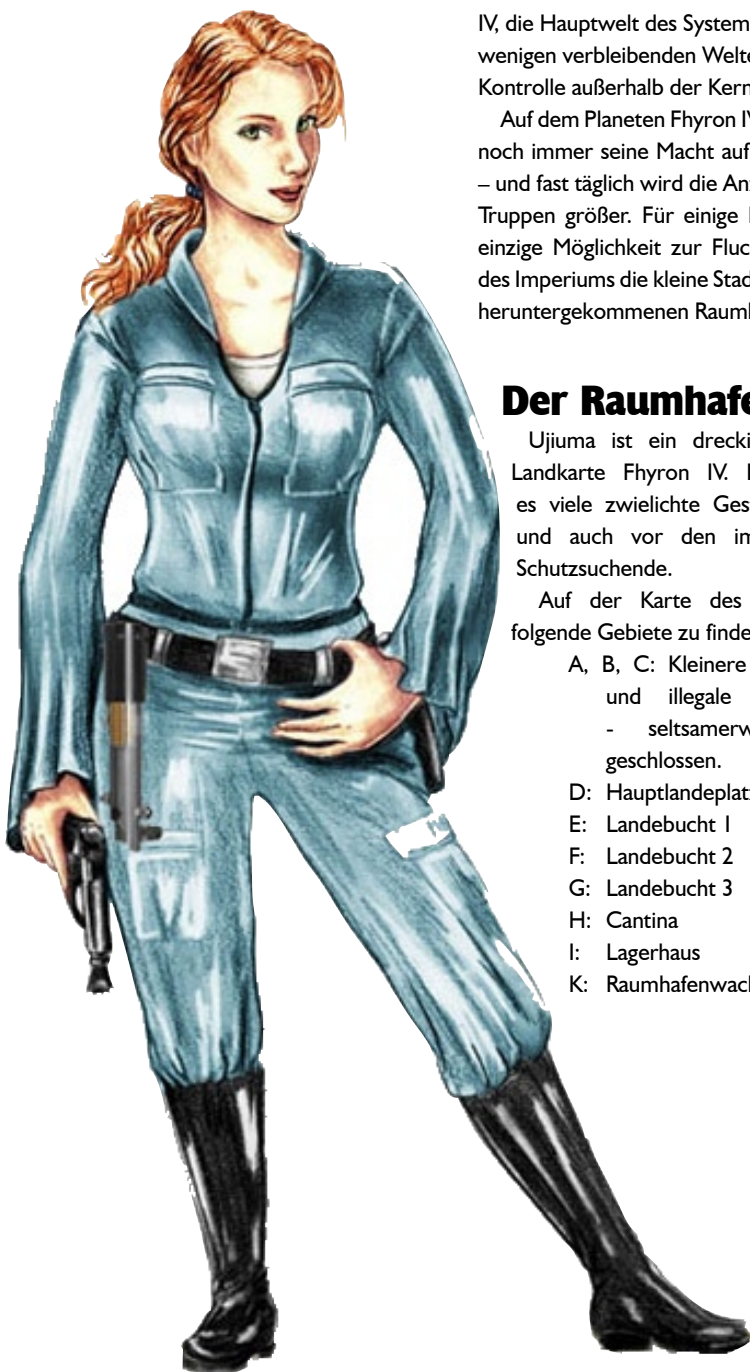 IV, die Hauptwelt des System
wenigen verbleibenden Welte
Kontrolle außerhalb der Kern
Auf dem Planeten Fhyron IV
noch immer seine Macht auf
– und fast täglich wird die An
Truppen größer. Für einige
einzige Möglichkeit zur Fluc
des Imperiums die kleine Stad
heruntergekommenen Raum
Der Raumhafe
Ujiuma ist ein drecki
Landkarte Fhyron IV.
es viele zwielichte Ges
und auch vor den im
Schutzsuchende.
Auf der Karte des
folgende Gebiete zu finde
A, B, C: Kleinere
und illegale
- seltsamerw
geschlossen.
D: Hauptlandeplat
E: Landebucht 1
F: Landebucht 2
G: Landebucht 3
H: Cantina
I: Lagerhaus
K: Raumhafenwac